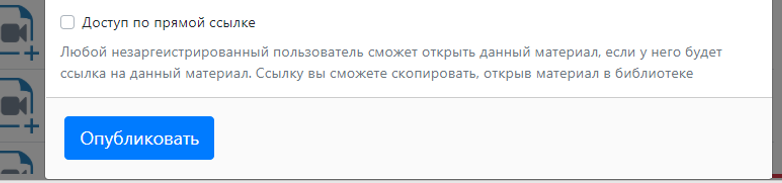 Доступ по прямой ссылке
Любой незаргеистрированный пользователь сможет открыть данный материал, если у него будет
ссылка на данный материал. Ссылку вы сможете скопировать, открыв материал в библиотеке
Опубликовать